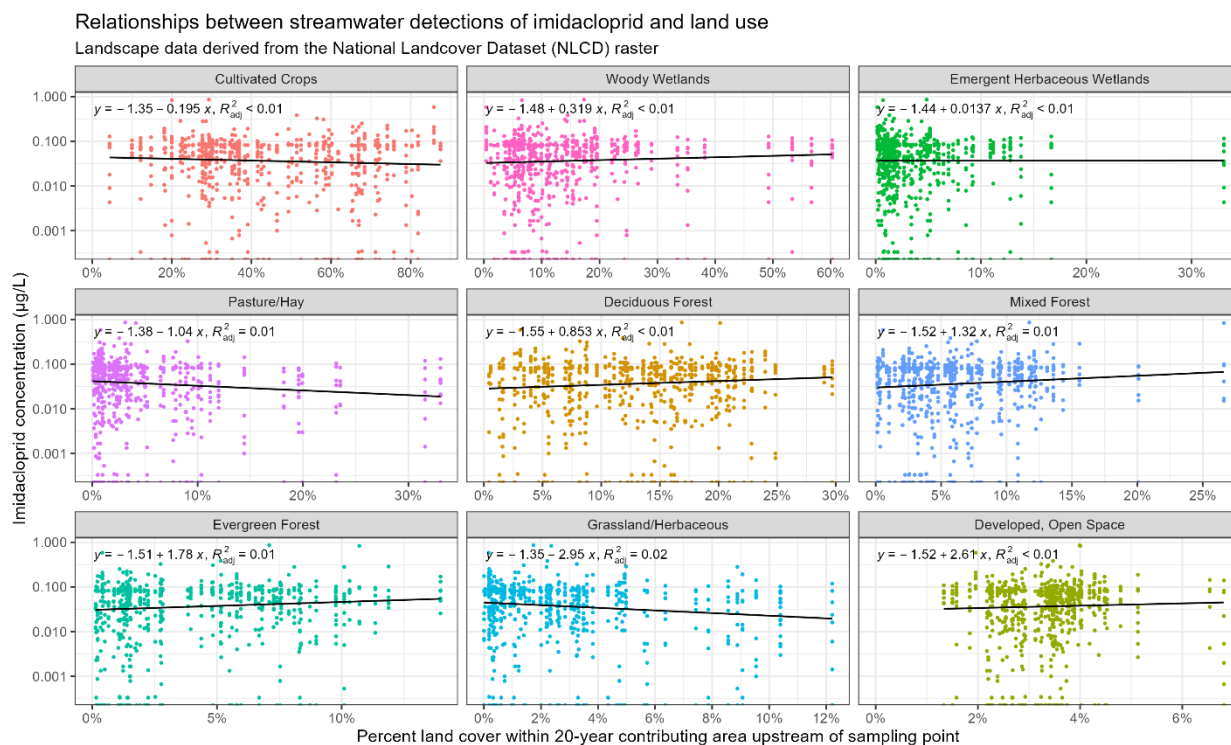 Relationships between streamwater detections of imidacloprid and land use
Landscape data derived from the National Landcover Dataset (NLCD) raster
Imidacloprid concentration (µg/L)
Cultivated Crops
y = − 1.35 − 0.195 x, R²adj < 0.01
1.000
0.100
0.010
0.001
0% 20% 40% 60% 80%
Woody Wetlands
y = − 1.48 + 0.319 x, R²adj < 0.01
0% 10% 20% 30% 40% 50% 60%
Emergent Herbaceous Wetlands
y = − 1.44 + 0.0137 x, R²adj < 0.01
0% 10% 20% 30%
Pasture/Hay
y = − 1.38 − 1.04 x, R²adj = 0.01
1.000
0.100
0.010
0.001
0% 10% 20% 30%
Deciduous Forest
y = − 1.55 + 0.853 x, R²adj < 0.01
0% 5% 10% 15% 20% 25% 30%
Mixed Forest
y = − 1.52 + 1.32 x, R²adj = 0.01
0% 5% 10% 15% 20% 25%
Evergreen Forest
y = − 1.51 + 1.78 x, R²adj = 0.01
1.000
0.100
0.010
0.001
0% 5% 10%
Grassland/Herbaceous
y = − 1.35 − 2.95 x, R²adj = 0.02
0% 2% 4% 6% 8% 10% 12%
Developed, Open Space
y = − 1.52 + 2.61 x, R²adj < 0.01
0% 2% 4% 6%
Percent land cover within 20-year contributing area upstream of sampling point